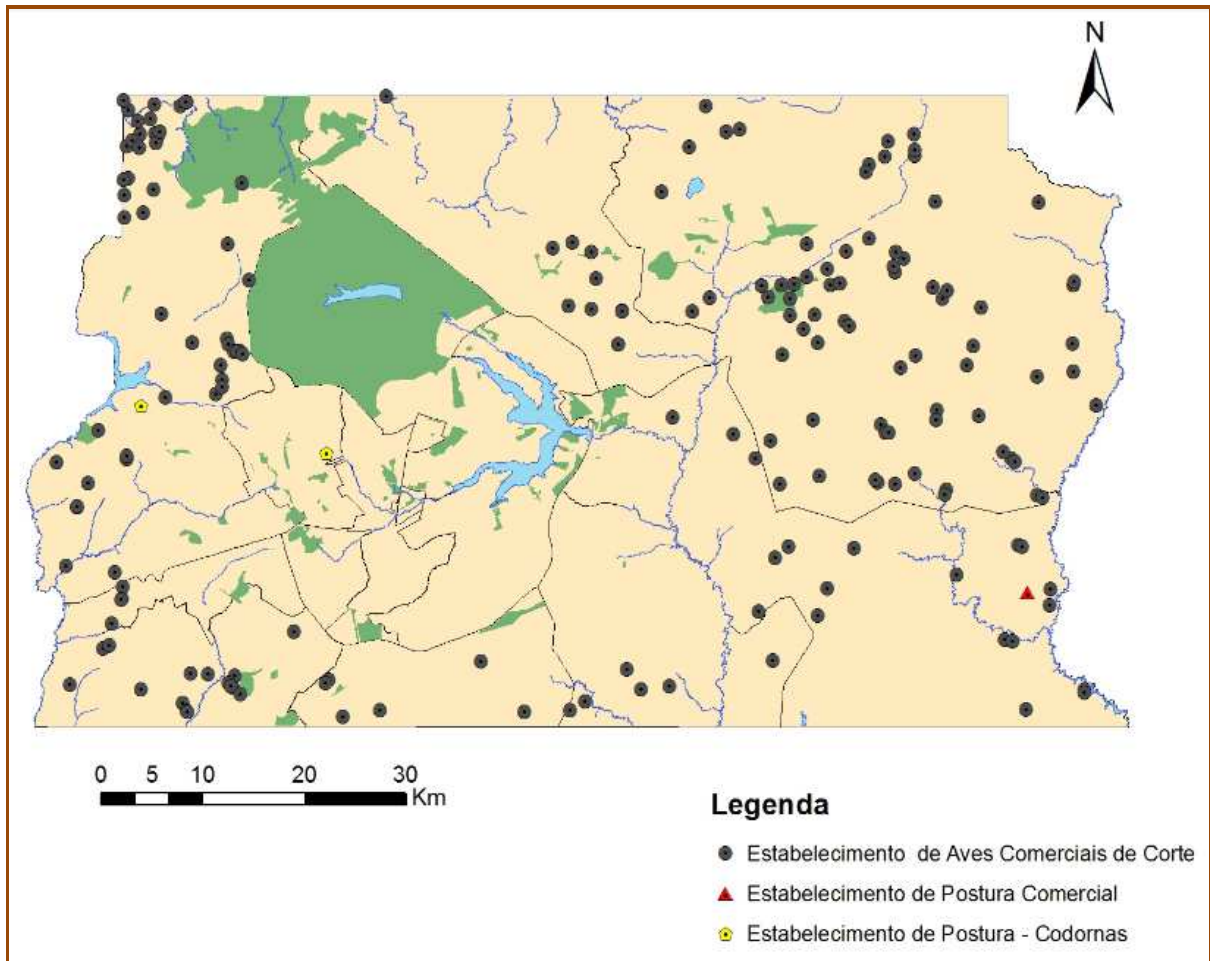 N
0 5 10 20 30
Km
Legenda
Estabelecimento de Aves Comerciais de Corte
Estabelecimento de Postura Comercial
Estabelecimento de Postura - Codornas